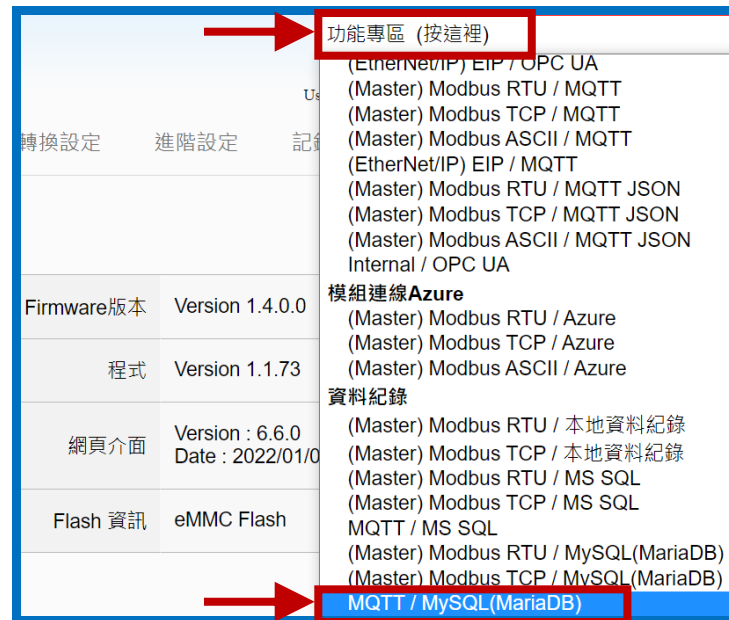 功能專區 (按這裡)
(EtherNet/IP) EIP / OPC UA
(Master) Modbus RTU / MQTT
(Master) Modbus TCP / MQTT
(Master) Modbus ASCII / MQTT
(EtherNet/IP) EIP / MQTT
(Master) Modbus RTU / MQTT JSON
(Master) Modbus TCP / MQTT JSON
(Master) Modbus ASCII / MQTT JSON
Internal / OPC UA
模組連線Azure
(Master) Modbus RTU / Azure
(Master) Modbus TCP / Azure
(Master) Modbus ASCII / Azure
資料紀錄
(Master) Modbus RTU / 本地資料紀錄
(Master) Modbus TCP / 本地資料紀錄
(Master) Modbus RTU / MS SQL
(Master) Modbus TCP / MS SQL
MQTT / MS SQL
(Master) Modbus RTU / MySQL(MariaDB)
(Master) Modbus TCP / MySQL(MariaDB)
MQTT / MySQL(MariaDB)
Us
轉換設定 進階設定 記
Firmware版本 Version 1.4.0.0
程式 Version 1.1.73
網頁介面 Version : 6.6.0
Date : 2022/01/0
Flash 資訊 eMMC Flash